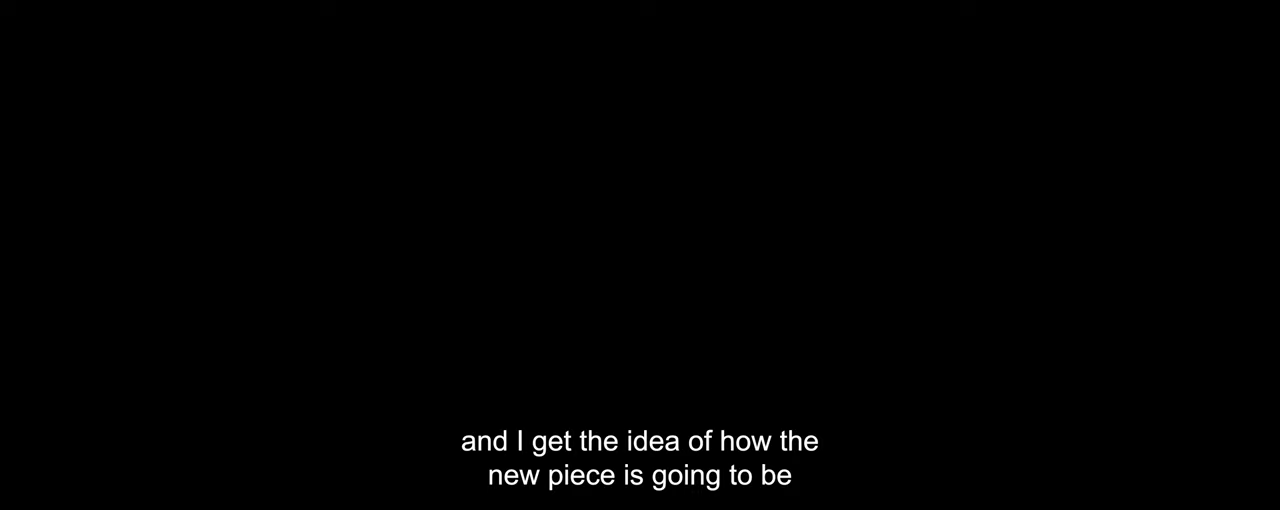 and I get the idea of how the
new piece is going to be